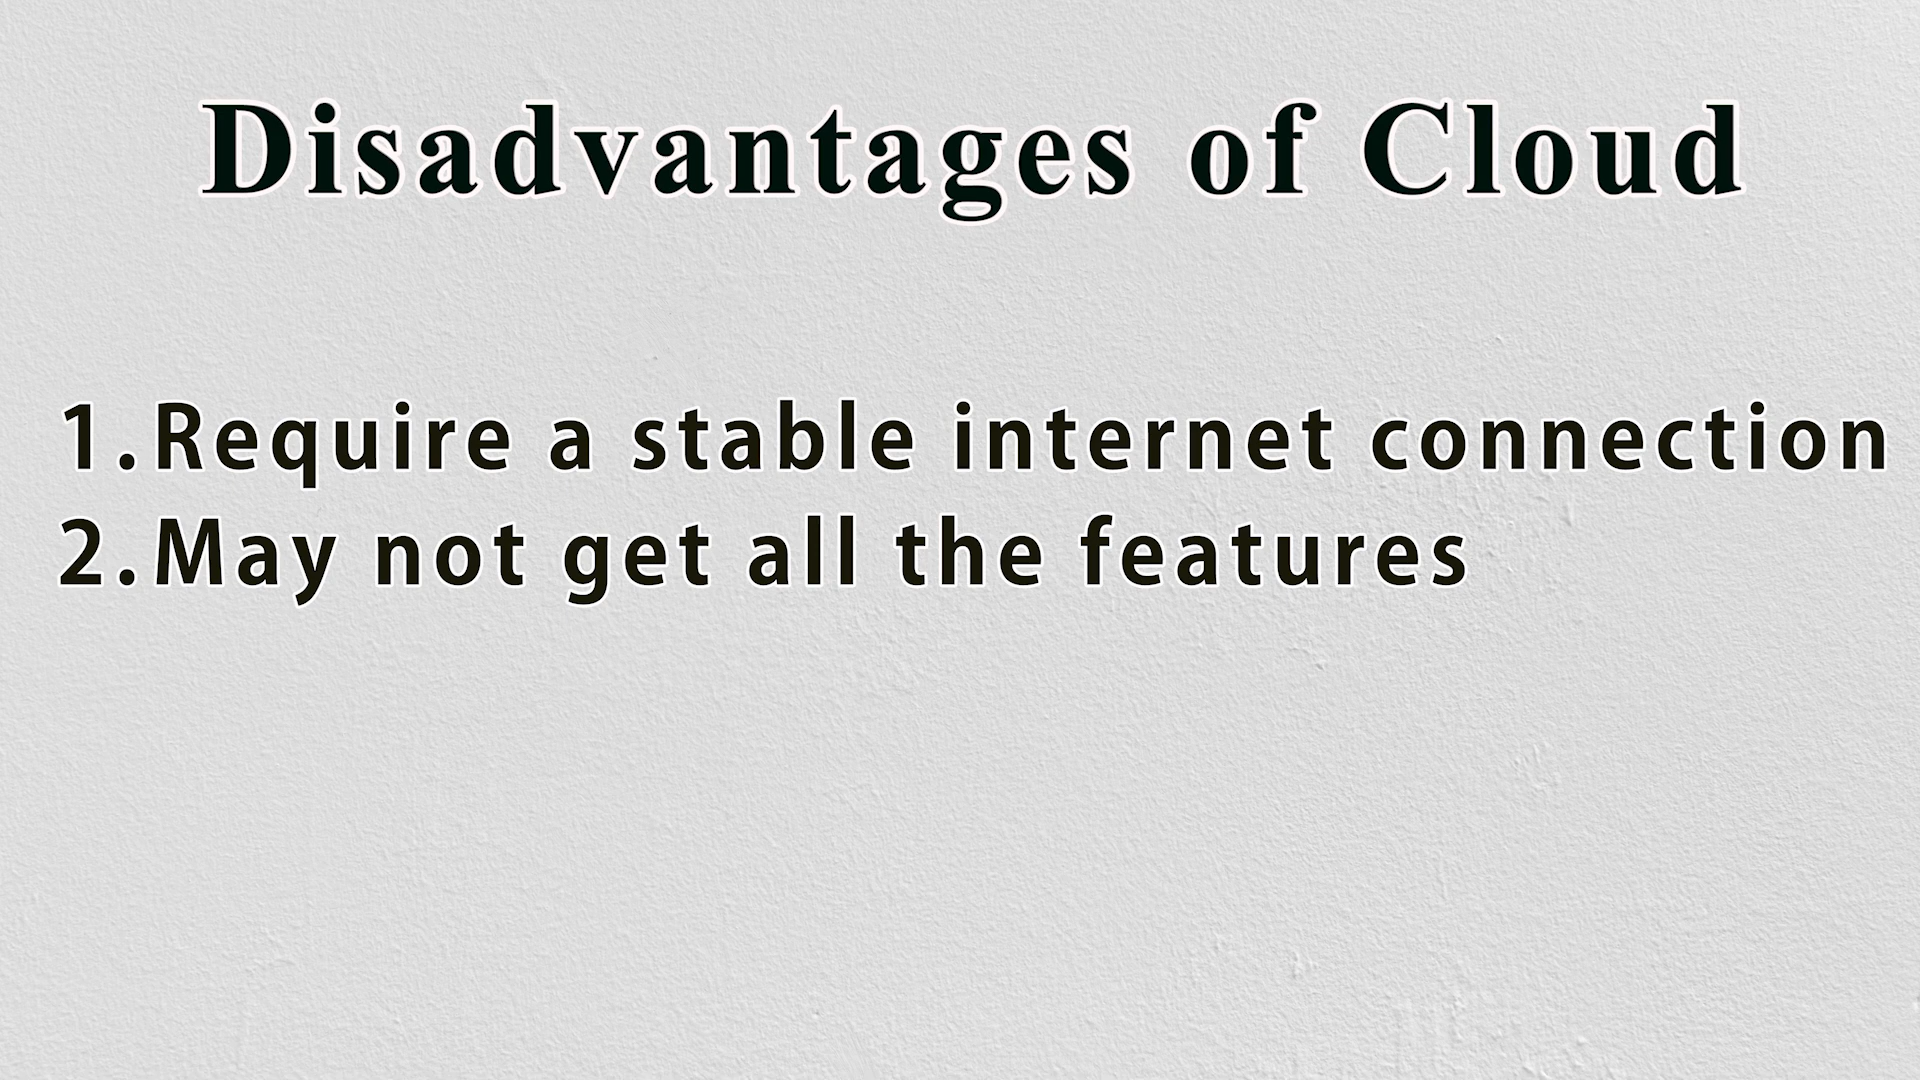 Disadvantages of Cloud
1. Require a stable internet connection
2. May not get all the features